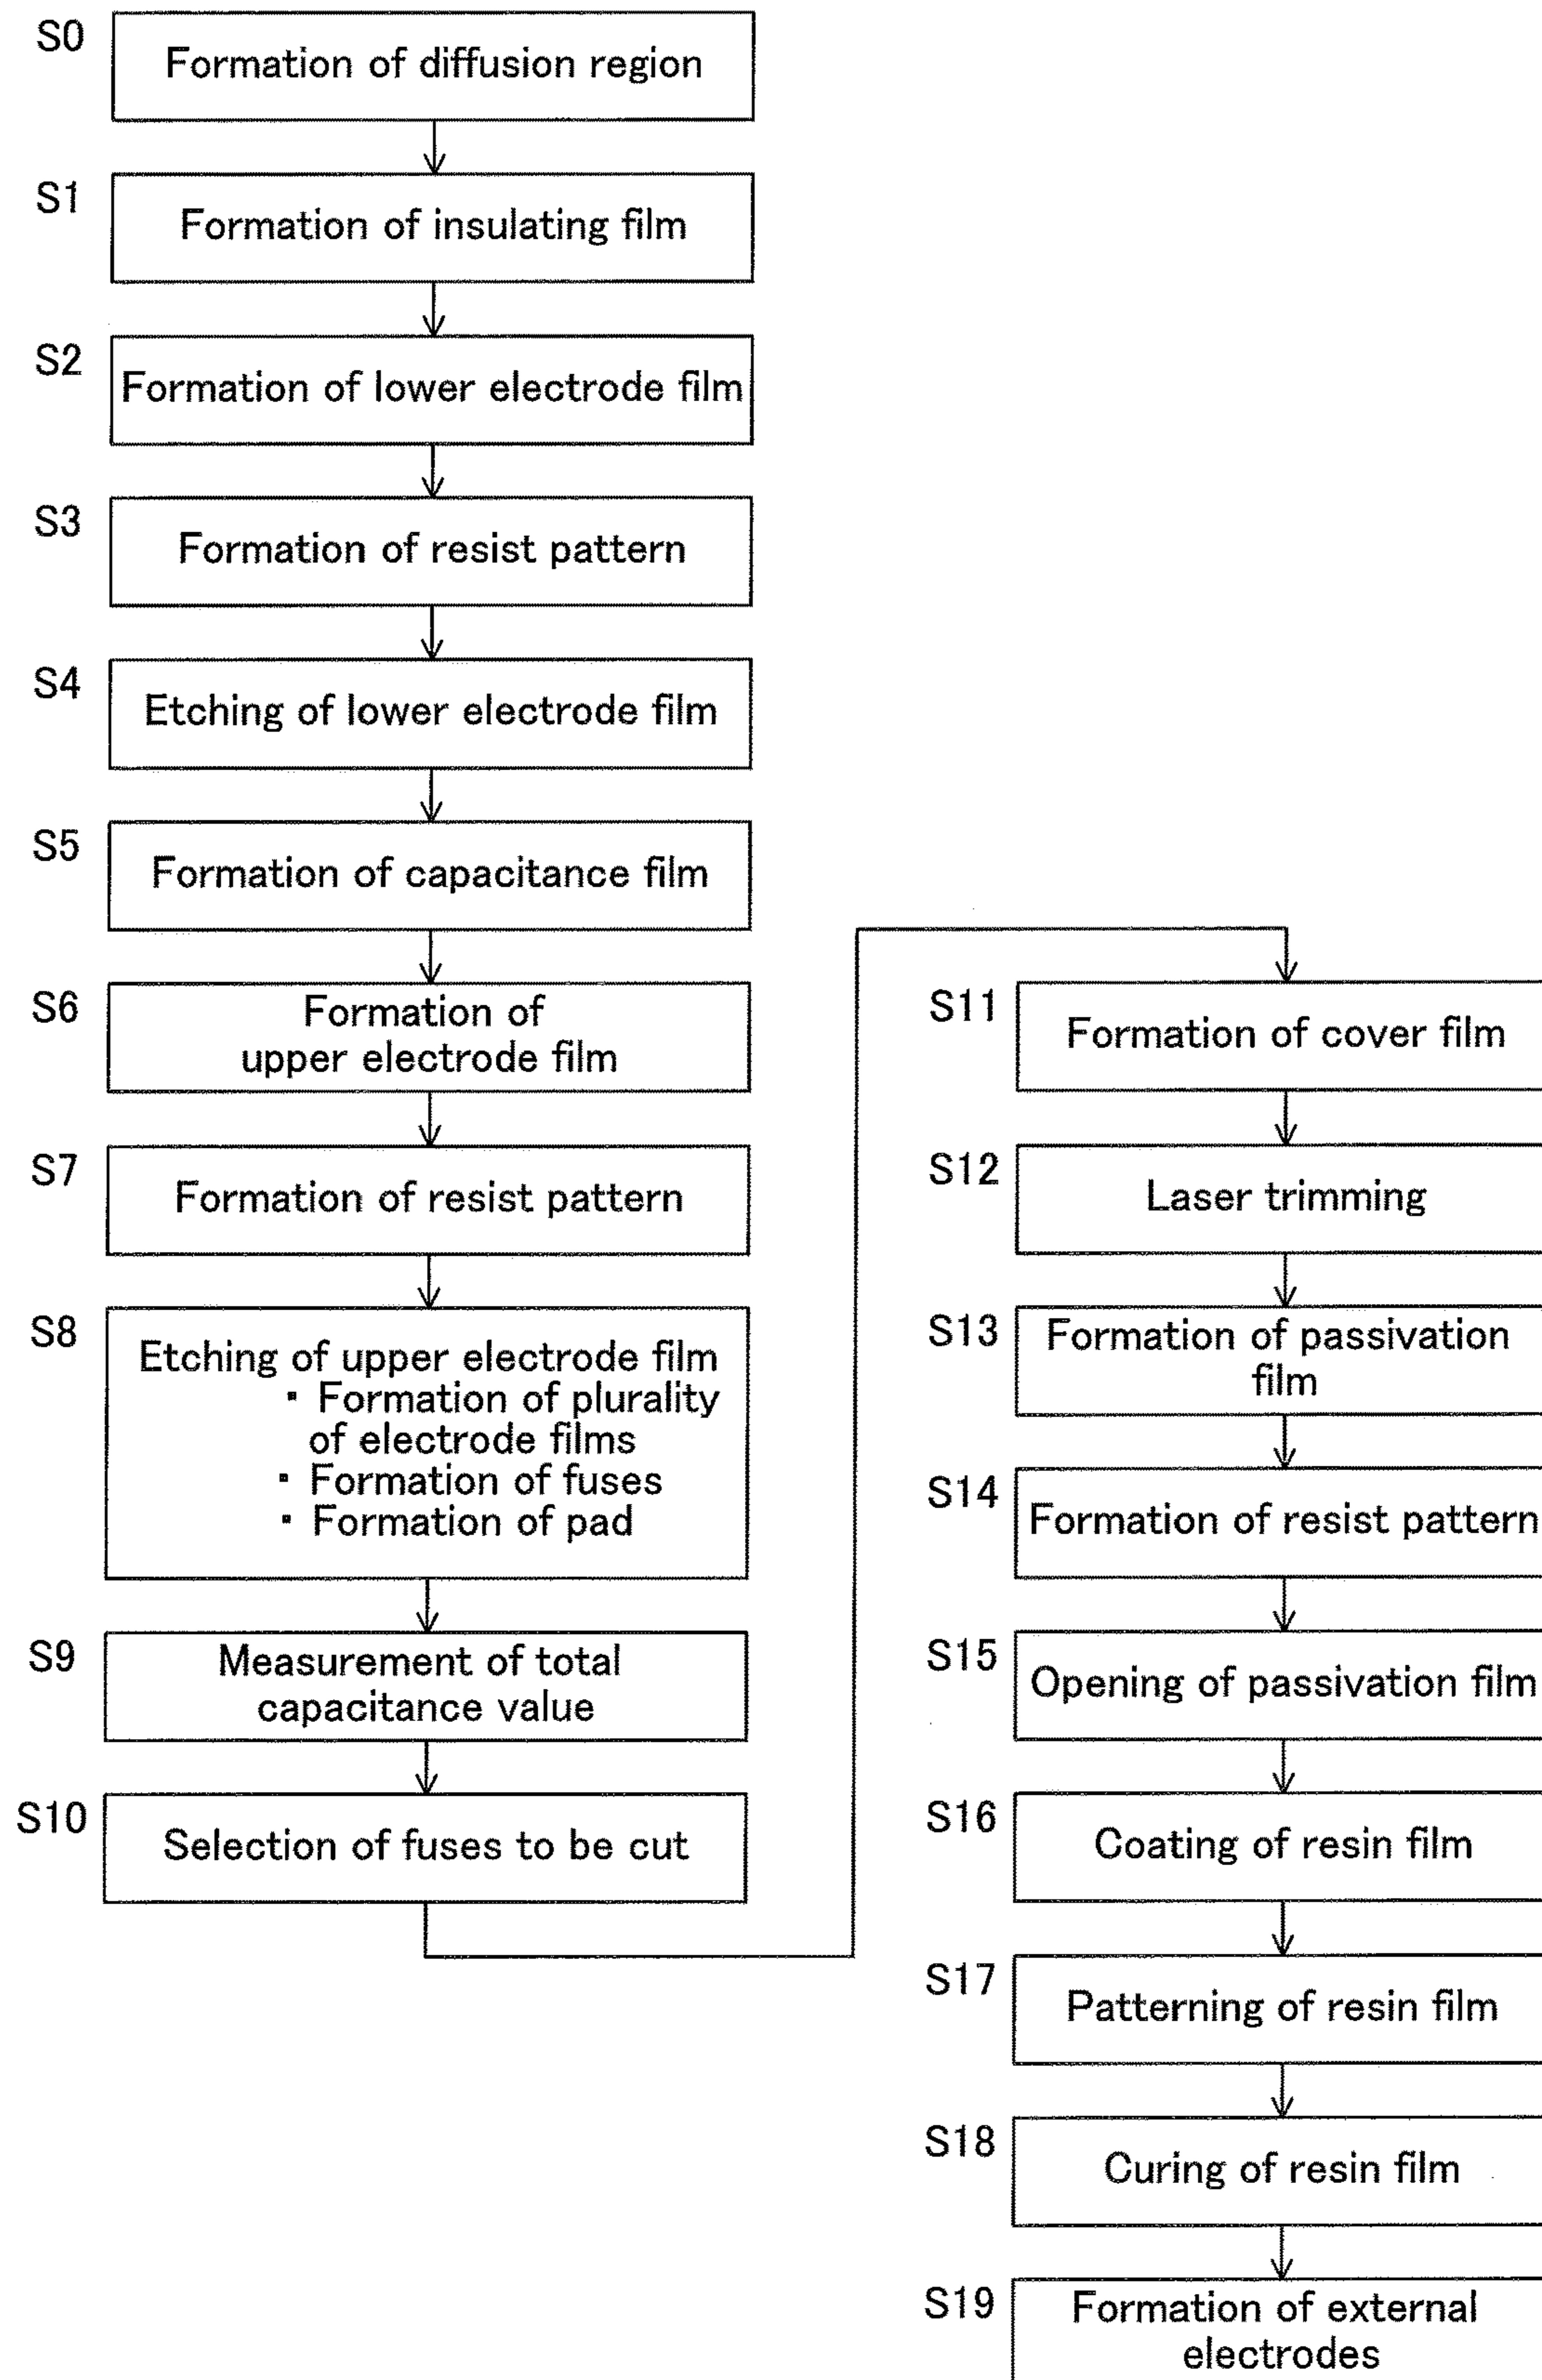 S0
Formation of diffusion region
S1
Formation of insulating film
S2
Formation of lower electrode film
S3
Formation of resist pattern
S4
Etching of lower electrode film
S5
Formation of capacitance film
S6
Formation of
upper electrode film
S7
Formation of resist pattern
S8
Etching of upper electrode film
▪ Formation of plurality
of electrode films
▪ Formation of fuses
▪ Formation of pad
S9
Measurement of total
capacitance value
S10
Selection of fuses to be cut
S11
Formation of cover film
S12
Laser trimming
S13
Formation of passivation
film
S14
Formation of resist pattern
S15
Opening of passivation film
S16
Coating of resin film
S17
Patterning of resin film
S18
Curing of resin film
S19
Formation of external
electrodes